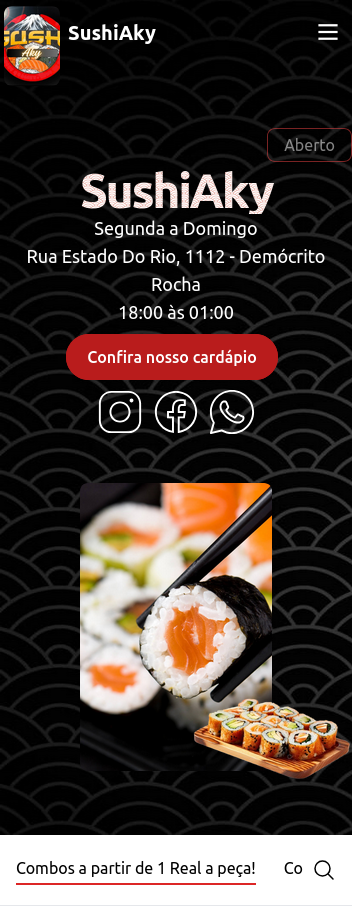 SUSHI
Aky
SushiAky
Aberto
SushiAky
Segunda a Domingo
Rua Estado Do Rio, 1112 - Demócrito
Rocha
18:00 às 01:00
Confira nosso cardápio
Combos a partir de 1 Real a peça!
Co